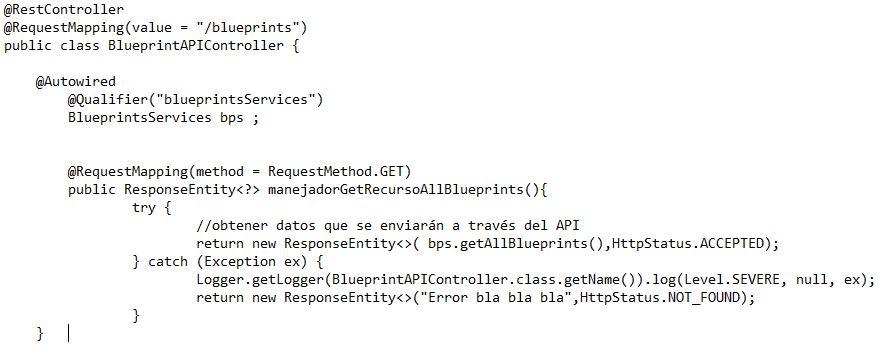 @RestController
@RequestMapping(value = "/blueprints")
public class BlueprintAPIController {
@Autowired
@Qualifier("blueprintsServices")
BlueprintsServices bps ;
@RequestMapping(method = RequestMethod.GET)
public ResponseEntity<?> manejadorGetRecursoAllBlueprints(){
try {
//obtener datos que se enviarán a través del API
return new ResponseEntity<>( bps.getAllBlueprints(),HttpStatus.ACCEPTED);
} catch (Exception ex) {
Logger.getLogger(BlueprintAPIController.class.getName()).log(Level.SEVERE, null, ex);
return new ResponseEntity<>("Error bla bla bla",HttpStatus.NOT_FOUND);
}
}